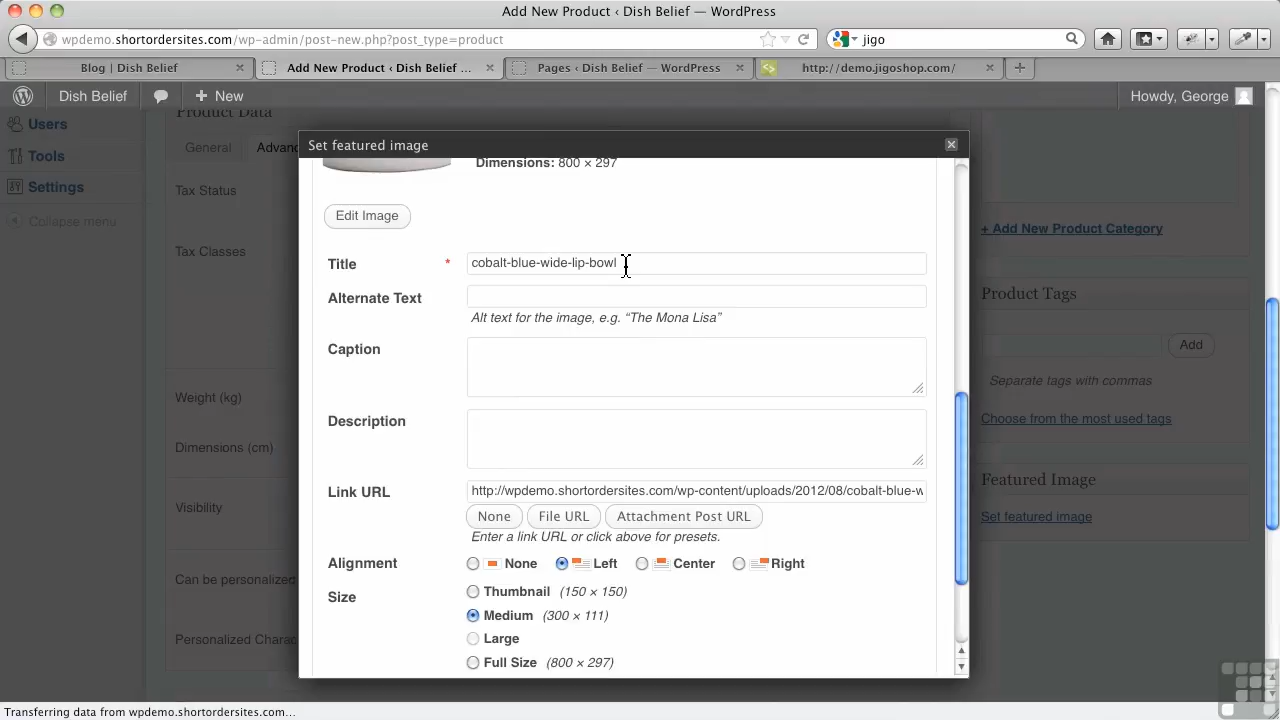 Add New Product ‹ Dish Belief — WordPress
wpdemo.shortordersites.com/wp-admin/post-new.php?post_type=product
jigo
Blog | Dish Belief
Add New Product ‹ Dish Belief ...
Pages ‹ Dish Belief — WordPress
http://demo.jigoshop.com/
Dish Belief
New
Howdy, George
Product Data
Users
Tools
Settings
Collapse menu
General
Advan
Tax Status
Tax Classes
Weight (kg)
Dimensions (cm)
Visibility
Can be personalized
Personalized Charac
Set featured image
Dimensions: 800 × 297
Edit Image
Title * cobalt-blue-wide-lip-bowl
Alternate Text
Alt text for the image, e.g. “The Mona Lisa”
Caption
Description
Link URL http://wpdemo.shortordersites.com/wp-content/uploads/2012/08/cobalt-blue-w
None File URL Attachment Post URL
Enter a link URL or click above for presets.
Alignment None Left Center Right
Size Thumbnail (150 × 150)
Medium (300 × 111)
Large
Full Size (800 × 297)
+ Add New Product Category
Product Tags
Add
Separate tags with commas
Choose from the most used tags
Featured Image
Set featured image
Transferring data from wpdemo.shortordersites.com...